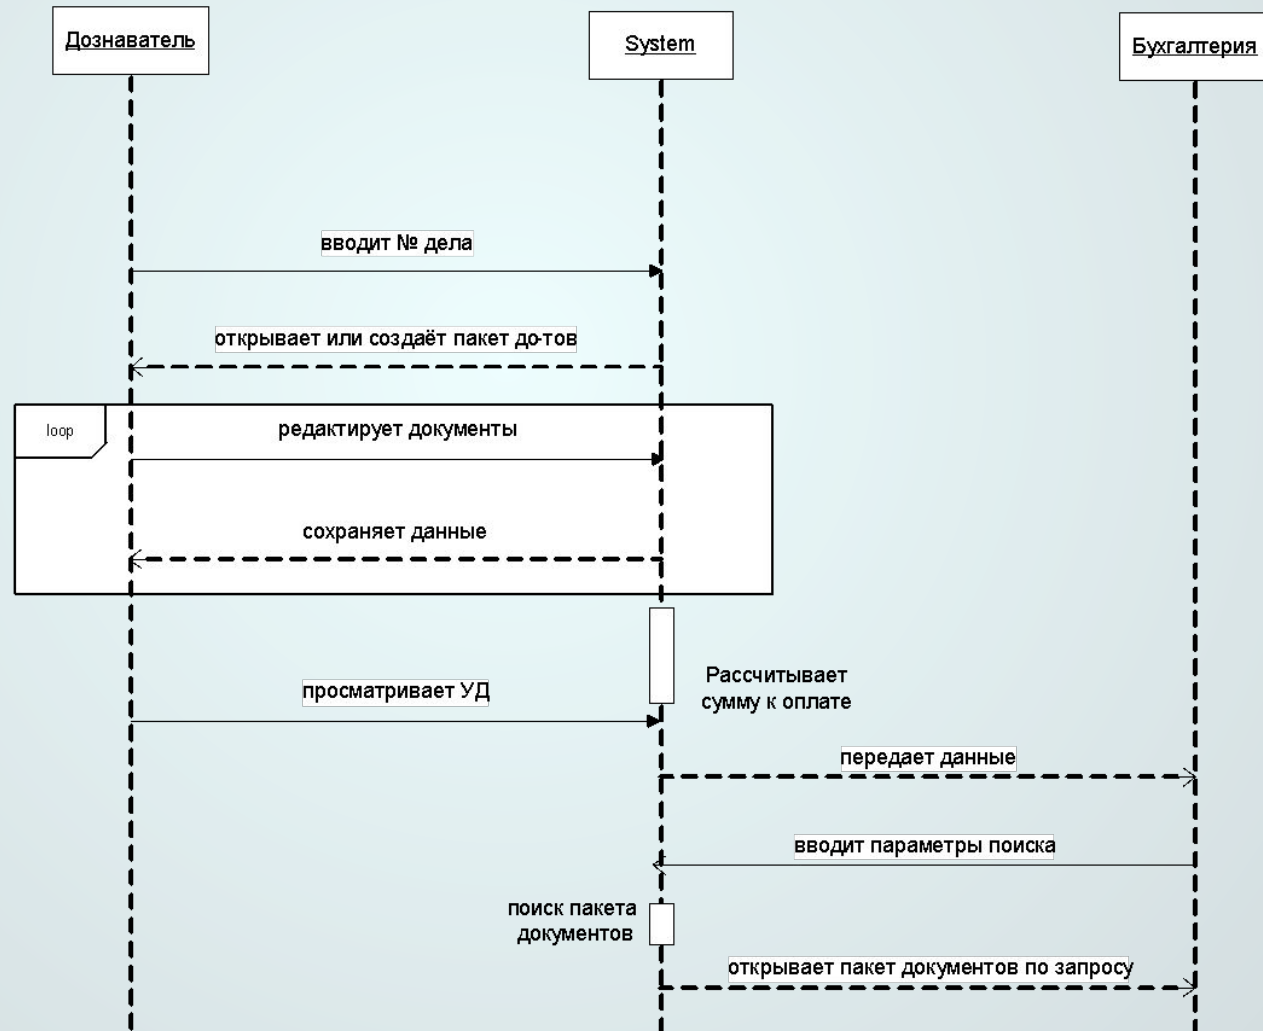 Дознаватель
System
Бухгалтерия
вводит № дела
открывает или создаёт пакет до-тов
loop
редактирует документы
сохраняет данные
Рассчитывает
сумму к оплате
просматривает УД
передает данные
вводит параметры поиска
поиск пакета
документов
открывает пакет документов по запросу